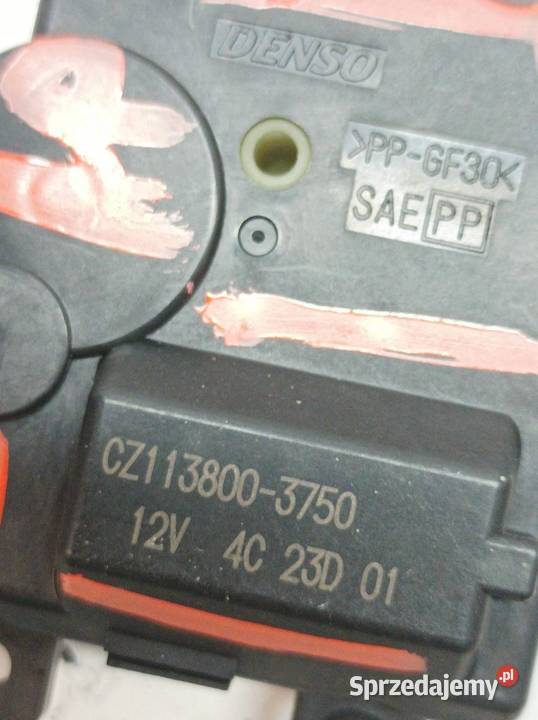 DENSO
>PP-GF30<
SAE PP
CZ113800-3750
12V 4C 23D 01
Sprzedajemy.pl